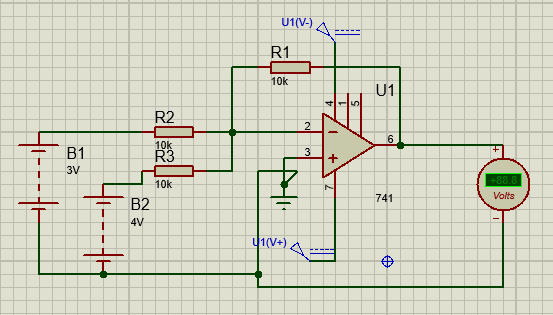 U1(V-)
R1
10k
U1
4
1
5
R2
10k
2
6
3
7
741
R3
10k
B1
3V
B2
4V
U1(V+)
+88.8
Volts